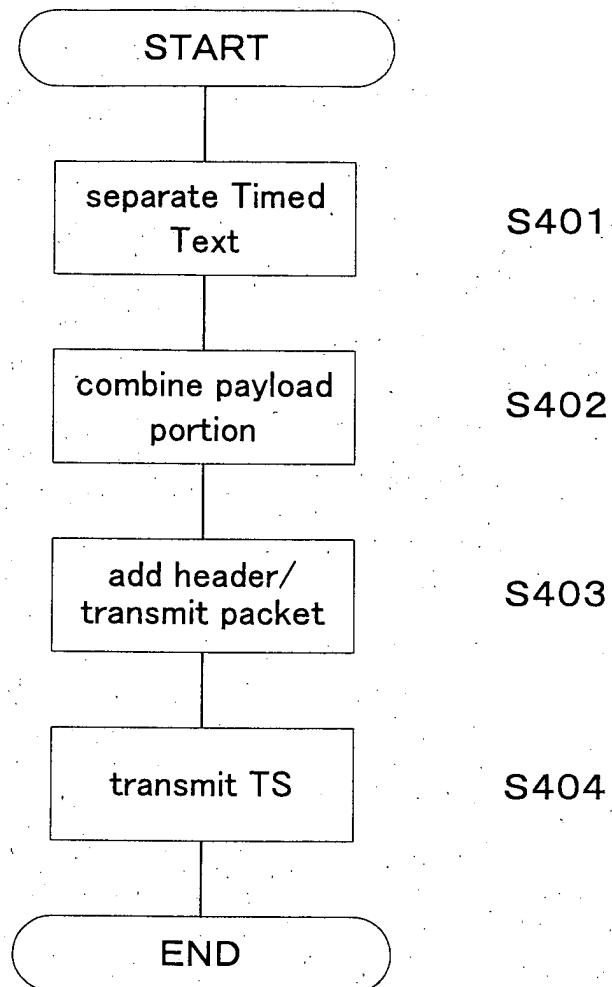 START
separate Timed
Text
S401
combine payload
portion
S402
add header/
transmit packet
S403
transmit TS
S404
END